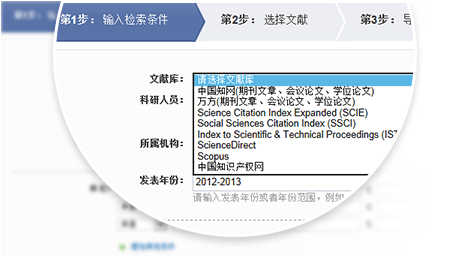 第1步： 输入检索条件
第2步： 选择文献
第3步： 导
文献库：
请选择文献库
中国知网(期刊文章、会议论文、学位论文)
科研人员：
万方(期刊文章、会议论文、学位论文)
Science Citation Index Expanded (SCIE)
Social Sciences Citation Index (SSCI)
Index to Scientific & Technical Proceedings (IST
所属机构：
ScienceDirect
Scopus
中国知识产权网
发表年份：
2012-2013
请输入发表年份或者年份范围，例如